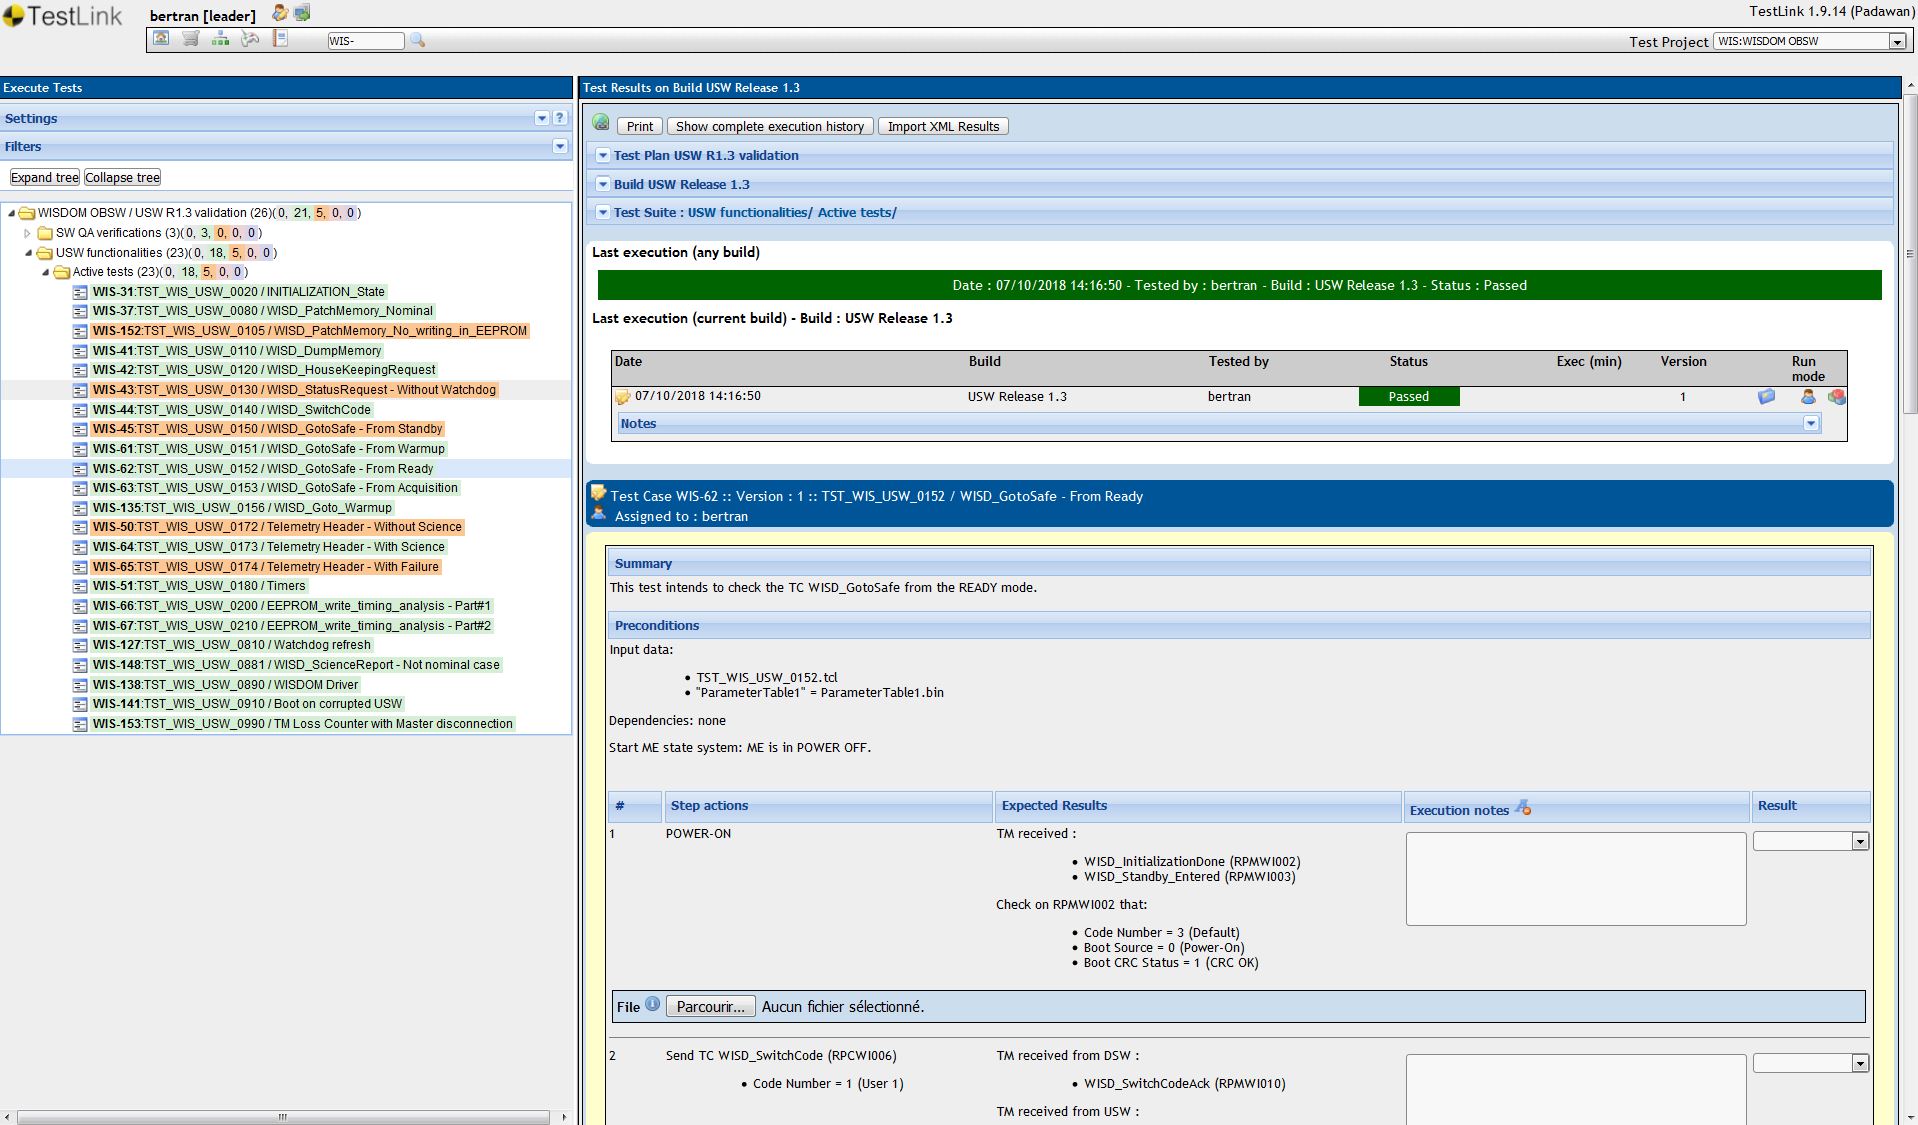 TestLink
bertran [leader]
TestLink 1.9.14 (Padawan)
WIS-
Test Project
WIS:WISDOM OBSW
Execute Tests
Settings
?
Filters
Expand tree
Collapse tree
WISDOM OBSW / USW R1.3 validation (26)(0, 21, 5, 0, 0)
SW QA verifications (3)(0, 3, 0, 0, 0)
USW functionalities (23)(0, 18, 5, 0, 0)
Active tests (23)(0, 18, 5, 0, 0)
WIS-31:TST_WIS_USW_0020 / INITIALIZATION_State
WIS-37:TST_WIS_USW_0080 / WISD_PatchMemory_Nominal
WIS-152:TST_WIS_USW_0105 / WISD_PatchMemory_No_writing_in_EEPROM
WIS-41:TST_WIS_USW_0110 / WISD_DumpMemory
WIS-42:TST_WIS_USW_0120 / WISD_HouseKeepingRequest
WIS-43:TST_WIS_USW_0130 / WISD_StatusRequest - Without Watchdog
WIS-44:TST_WIS_USW_0140 / WISD_SwitchCode
WIS-45:TST_WIS_USW_0150 / WISD_GotoSafe - From Standby
WIS-61:TST_WIS_USW_0151 / WISD_GotoSafe - From Warmup
WIS-62:TST_WIS_USW_0152 / WISD_GotoSafe - From Ready
WIS-63:TST_WIS_USW_0153 / WISD_GotoSafe - From Acquisition
WIS-135:TST_WIS_USW_0156 / WISD_Goto_Warmup
WIS-50:TST_WIS_USW_0172 / Telemetry Header - Without Science
WIS-64:TST_WIS_USW_0173 / Telemetry Header - With Science
WIS-65:TST_WIS_USW_0174 / Telemetry Header - With Failure
WIS-51:TST_WIS_USW_0180 / Timers
WIS-66:TST_WIS_USW_0200 / EEPROM_write_timing_analysis - Part#1
WIS-67:TST_WIS_USW_0210 / EEPROM_write_timing_analysis - Part#2
WIS-127:TST_WIS_USW_0810 / Watchdog refresh
WIS-148:TST_WIS_USW_0881 / WISD_ScienceReport - Not nominal case
WIS-138:TST_WIS_USW_0890 / WISDOM Driver
WIS-141:TST_WIS_USW_0910 / Boot on corrupted USW
WIS-153:TST_WIS_USW_0990 / TM Loss Counter with Master disconnection
Test Results on Build USW Release 1.3
Print
Show complete execution history
Import XML Results
Test Plan USW R1.3 validation
Build USW Release 1.3
Test Suite : USW functionalities/ Active tests/
Last execution (any build)
Date : 07/10/2018 14:16:50 - Tested by : bertran - Build : USW Release 1.3 - Status : Passed
Last execution (current build) - Build : USW Release 1.3
Date Build Tested by Status Exec (min) Version Run mode
07/10/2018 14:16:50 USW Release 1.3 bertran Passed 1
Notes
Test Case WIS-62 :: Version : 1 :: TST_WIS_USW_0152 / WISD_GotoSafe - From Ready
Assigned to : bertran
Summary
This test intends to check the TC WISD_GotoSafe from the READY mode.
Preconditions
Input data:
• TST_WIS_USW_0152.tcl
• "ParameterTable1" = ParameterTable1.bin
Dependencies: none
Start ME state system: ME is in POWER OFF.
# Step actions Expected Results Execution notes Result
1 POWER-ON TM received :
• WISD_InitializationDone (RPMWI002)
• WISD_Standby_Entered (RPMWI003)
Check on RPMWI002 that:
• Code Number = 3 (Default)
• Boot Source = 0 (Power-On)
• Boot CRC Status = 1 (CRC OK)
File Parcourir... Aucun fichier sélectionné.
2 Send TC WISD_SwitchCode (RPCWI006) TM received from DSW :
• Code Number = 1 (User 1) • WISD_SwitchCodeAck (RPMWI010)
TM received from USW :